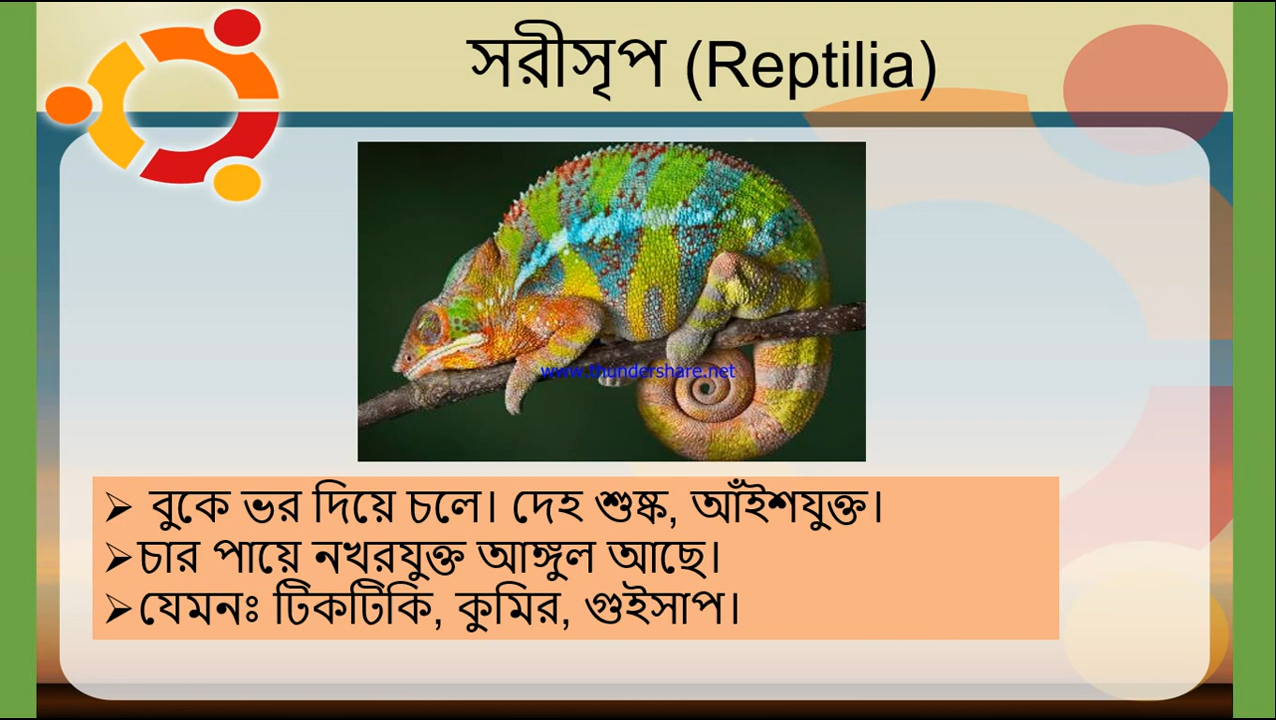 সরীসৃপ (Reptilia)
www.thundershare.net
➢ বুকে ভর দিয়ে চলে। দেহ শুষ্ক, আঁইশযুক্ত।
➢চার পায়ে নখরযুক্ত আঙ্গুল আছে।
➢যেমনঃ টিকটিকি, কুমির, গুইসাপ।